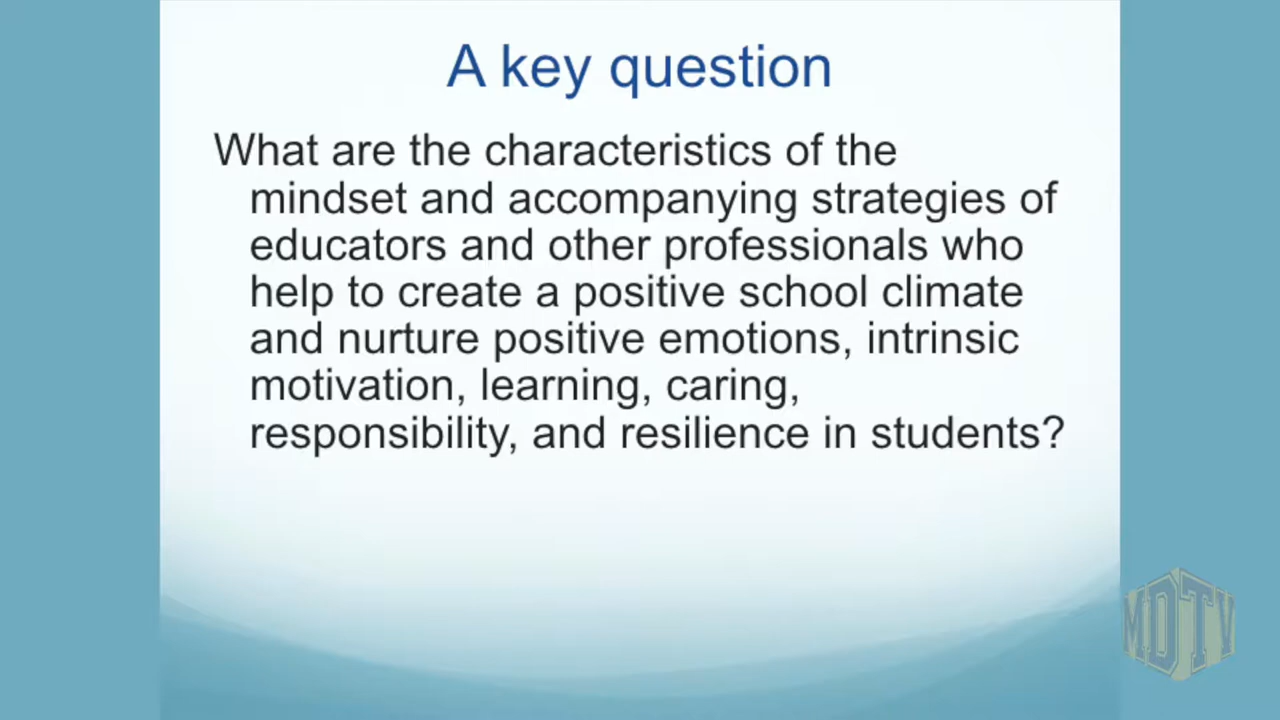 A key question
What are the characteristics of the
mindset and accompanying strategies of
educators and other professionals who
help to create a positive school climate
and nurture positive emotions, intrinsic
motivation, learning, caring,
responsibility, and resilience in students?
MDTV